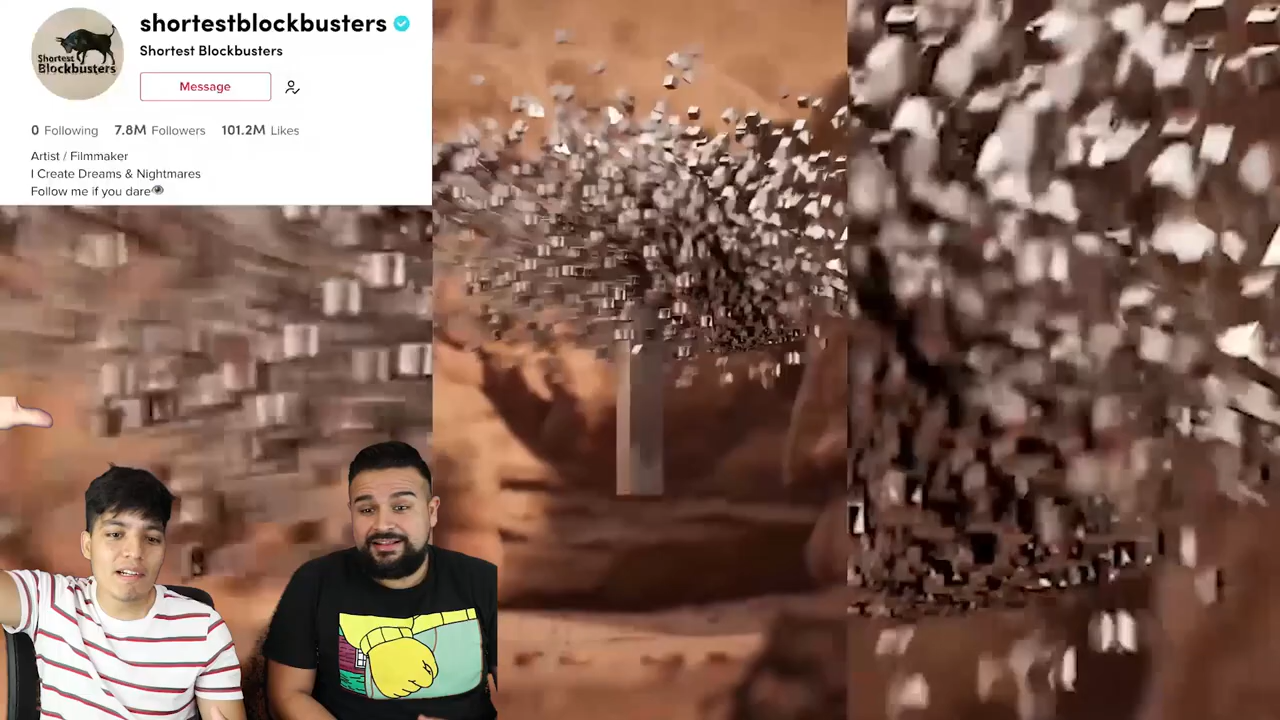 shortestblockbusters
Shortest Blockbusters
Shortest
Blockbusters
Message
0 Following 7.8M Followers 101.2M Likes
Artist / Filmmaker
I Create Dreams & Nightmares
Follow me if you dare